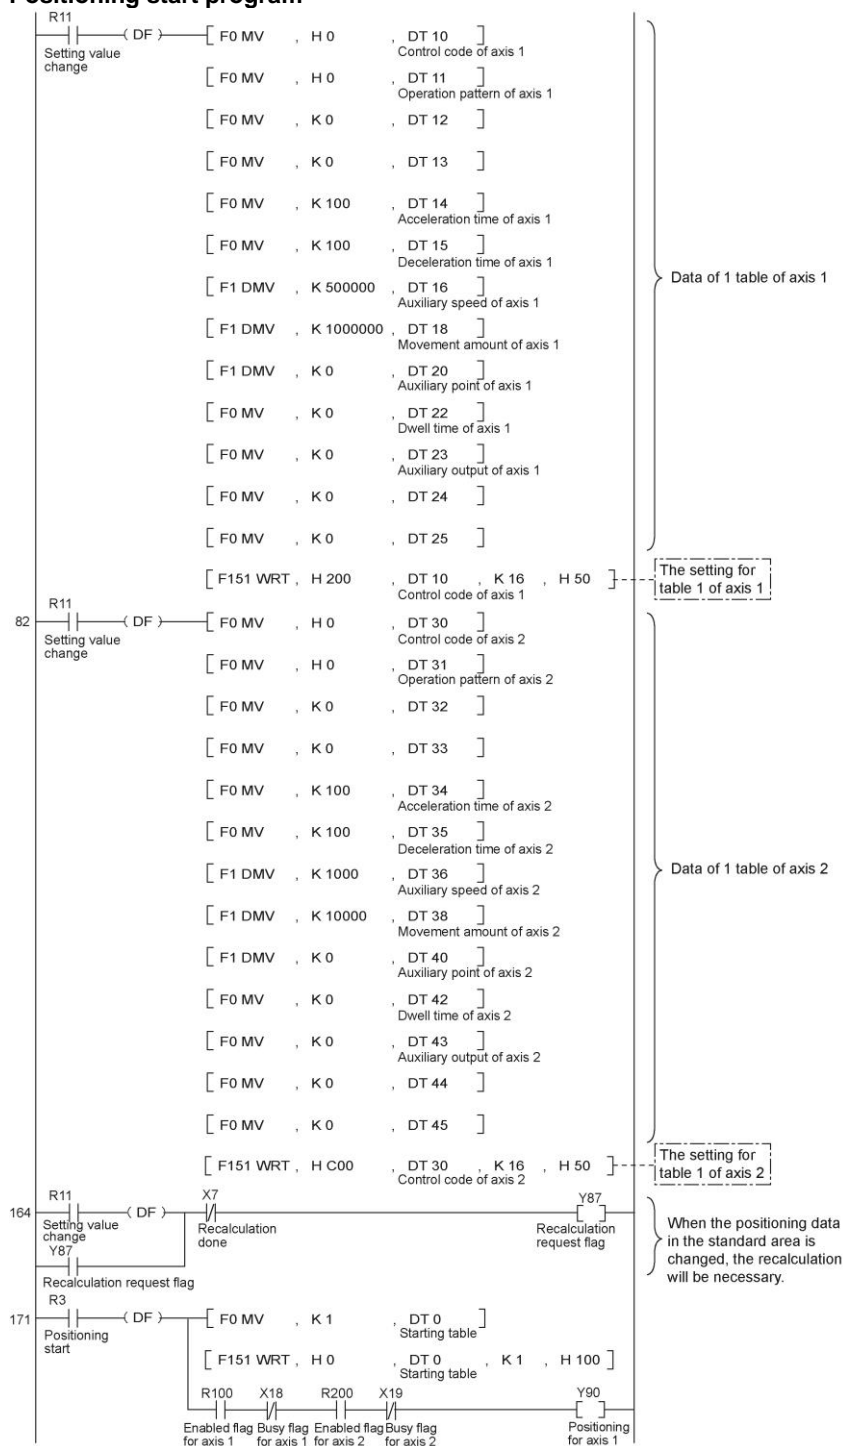 Positioning start program
R11
( DF ) [ F0 MV , H 0 , DT 10 ]
Setting value
change
Control code of axis 1
[ F0 MV , H 0 , DT 11 ]
Operation pattern of axis 1
[ F0 MV , K 0 , DT 12 ]
[ F0 MV , K 0 , DT 13 ]
[ F0 MV , K 100 , DT 14 ]
Acceleration time of axis 1
[ F0 MV , K 100 , DT 15 ]
Deceleration time of axis 1
[ F1 DMV , K 500000 , DT 16 ]
Auxiliary speed of axis 1
[ F1 DMV , K 1000000 , DT 18 ]
Movement amount of axis 1
[ F1 DMV , K 0 , DT 20 ]
Auxiliary point of axis 1
[ F0 MV , K 0 , DT 22 ]
Dwell time of axis 1
[ F0 MV , K 0 , DT 23 ]
Auxiliary output of axis 1
[ F0 MV , K 0 , DT 24 ]
[ F0 MV , K 0 , DT 25 ]
Data of 1 table of axis 1
[ F151 WRT , H 200 , DT 10 , K 16 , H 50 ]
Control code of axis 1
The setting for
table 1 of axis 1
R11
82 ( DF ) [ F0 MV , H 0 , DT 30 ]
Setting value
change
Control code of axis 2
[ F0 MV , H 0 , DT 31 ]
Operation pattern of axis 2
[ F0 MV , K 0 , DT 32 ]
[ F0 MV , K 0 , DT 33 ]
[ F0 MV , K 100 , DT 34 ]
Acceleration time of axis 2
[ F0 MV , K 100 , DT 35 ]
Deceleration time of axis 2
[ F1 DMV , K 1000 , DT 36 ]
Auxiliary speed of axis 2
[ F1 DMV , K 10000 , DT 38 ]
Movement amount of axis 2
[ F1 DMV , K 0 , DT 40 ]
Auxiliary point of axis 2
[ F0 MV , K 0 , DT 42 ]
Dwell time of axis 2
[ F0 MV , K 0 , DT 43 ]
Auxiliary output of axis 2
[ F0 MV , K 0 , DT 44 ]
[ F0 MV , K 0 , DT 45 ]
Data of 1 table of axis 2
[ F151 WRT , H C00 , DT 30 , K 16 , H 50 ]
Control code of axis 2
The setting for
table 1 of axis 2
R11 X7 Y87
164 ( DF ) [ ]
Setting value
change
Recalculation
done
Recalculation
request flag
Y87
Recalculation request flag
When the positioning data
in the standard area is
changed, the recalculation
will be necessary.
R3
171 ( DF ) [ F0 MV , K 1 , DT 0 ]
Positioning
start
Starting table
[ F151 WRT , H 0 , DT 0 , K 1 , H 100 ]
Starting table
R100 X18 R200 X19 Y90
[ ]
Enabled flag
for axis 1
Busy flag
for axis 1
Enabled flag
for axis 2
Busy flag
for axis 2
Positioning
for axis 1